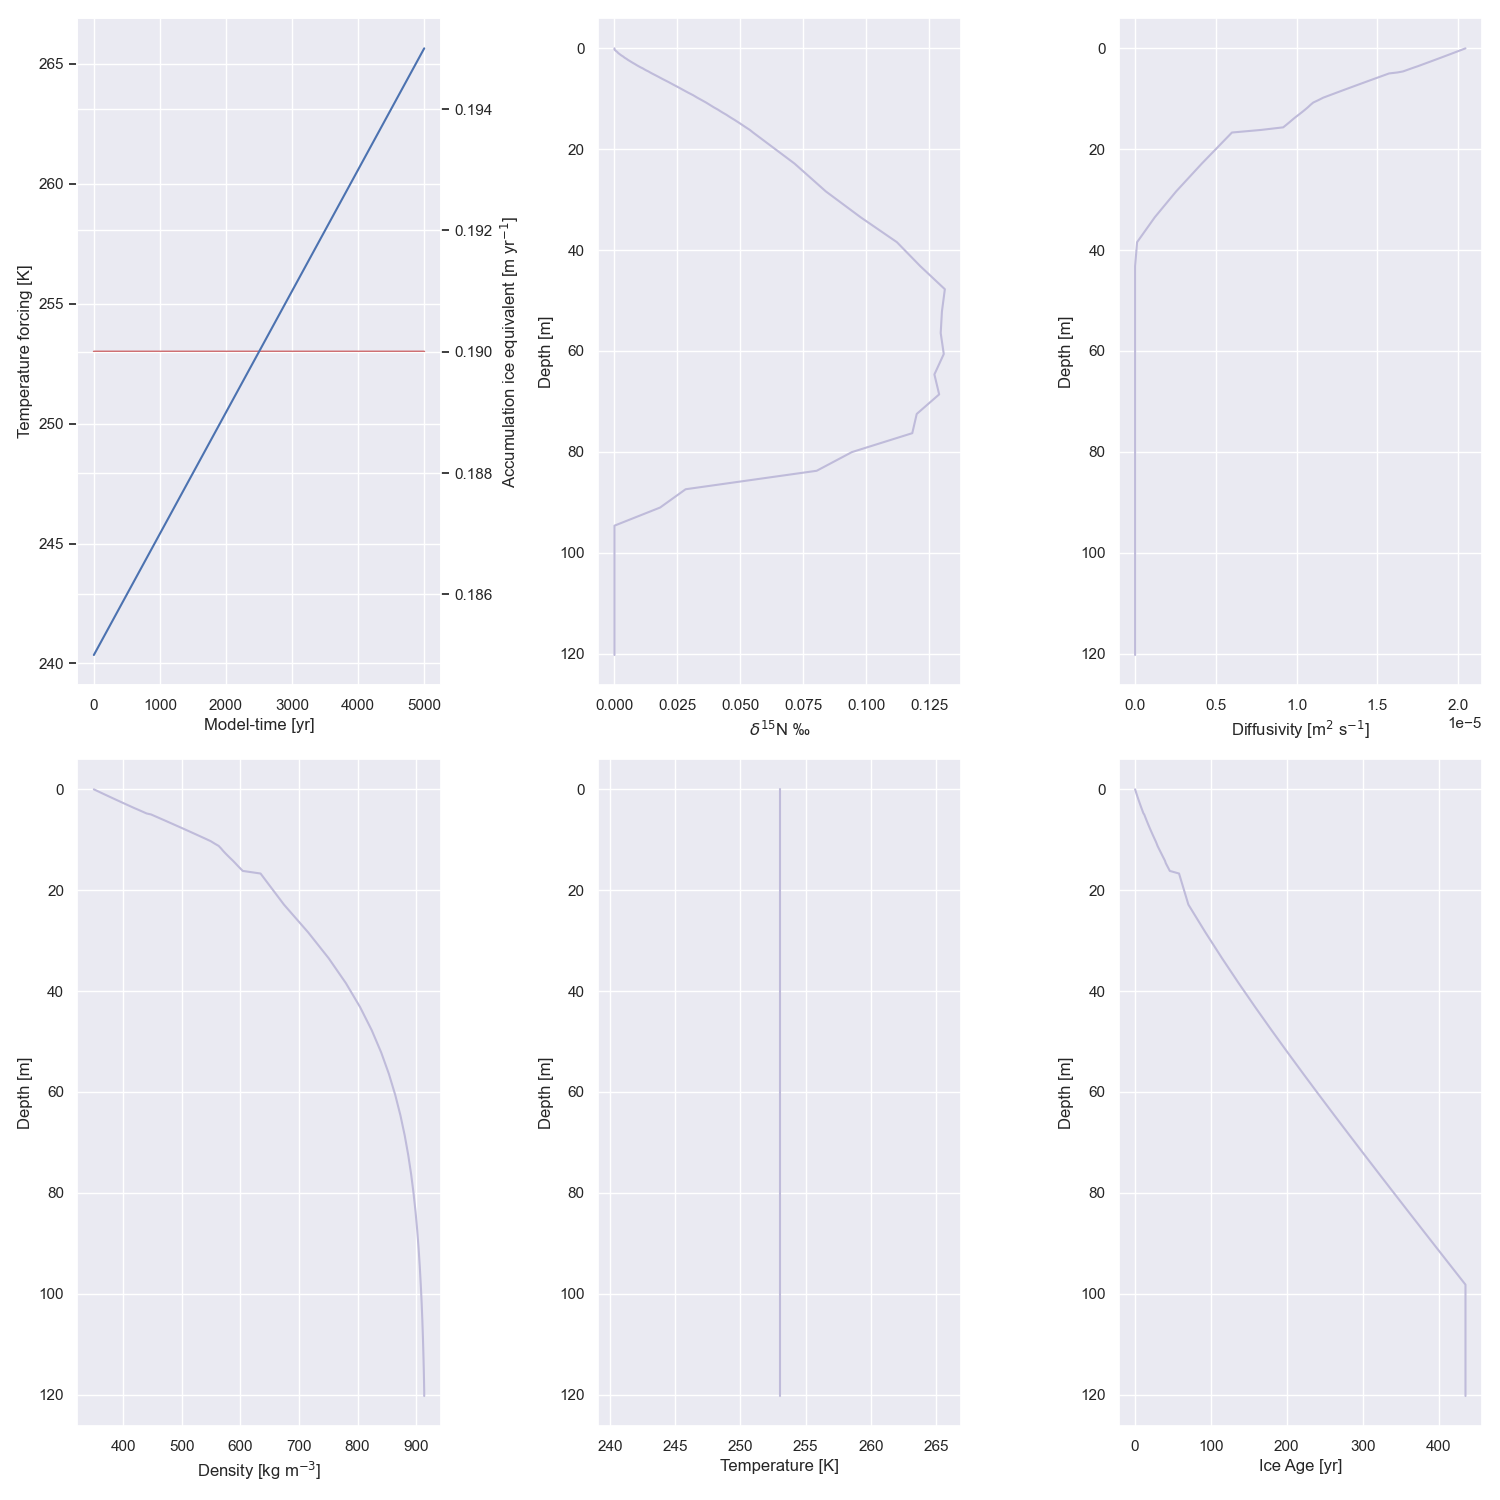 Temperature forcing [K]
265
260
255
250
245
240
0 1000 2000 3000 4000 5000
Model-time [yr]
Accumulation ice equivalent [m yr⁻¹]
0.194
0.192
0.190
0.188
0.186
Depth [m]
0
20
40
60
80
100
120
0.000 0.025 0.050 0.075 0.100 0.125
δ¹⁵N ‰
Depth [m]
0
20
40
60
80
100
120
0.0 0.5 1.0 1.5 2.0
1e−5
Diffusivity [m² s⁻¹]
Depth [m]
0
20
40
60
80
100
120
400 500 600 700 800 900
Density [kg m⁻³]
Depth [m]
0
20
40
60
80
100
120
240 245 250 255 260 265
Temperature [K]
Depth [m]
0
20
40
60
80
100
120
0 100 200 300 400
Ice Age [yr]